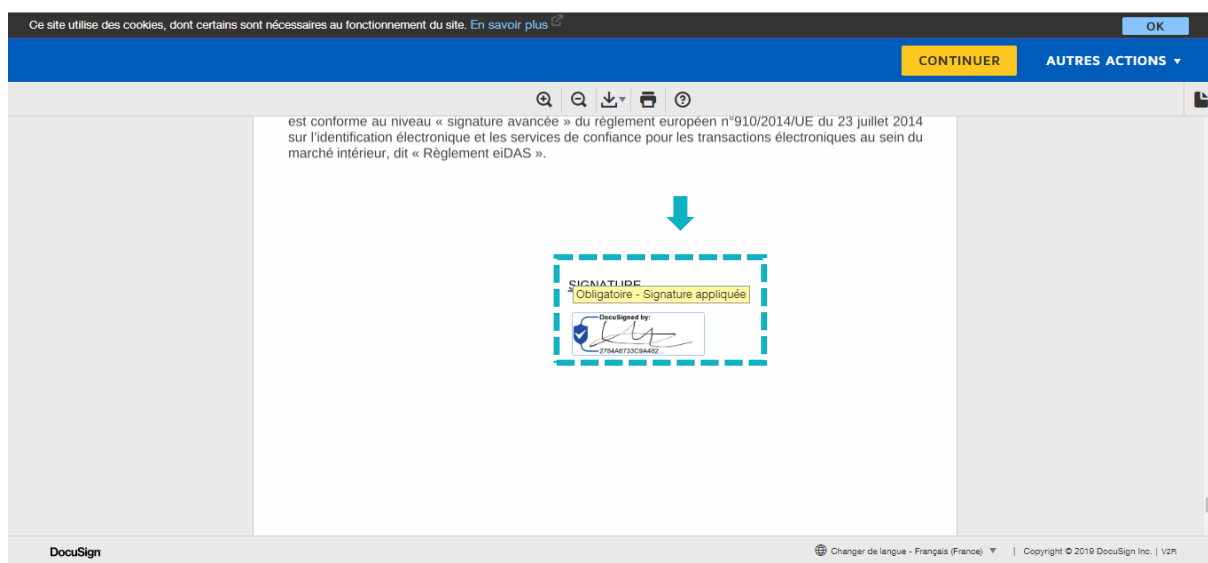 Ce site utilise des cookies, dont certains sont nécessaires au fonctionnement du site. En savoir plus
OK
CONTINUER
AUTRES ACTIONS
est conforme au niveau « signature avancée » du règlement européen n°910/2014/UE du 23 juillet 2014
sur l'identification électronique et les services de confiance pour les transactions électroniques au sein du
marché intérieur, dit « Règlement eiDAS ».
SIGNATURE
Obligatoire - Signature appliquée
DocuSigned by:
2784A6733C9A482...
DocuSign
Changer de langue - Français (France) | Copyright © 2019 DocuSign Inc. | V2R